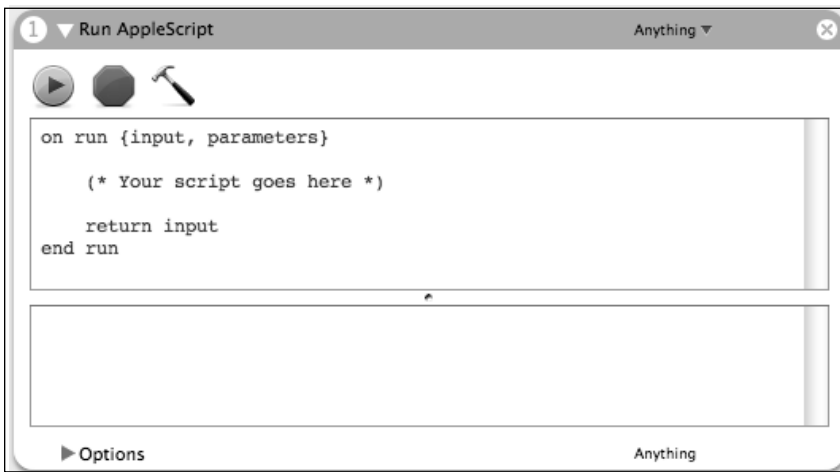 1 Run AppleScript Anything
on run {input, parameters}
(* Your script goes here *)
return input
end run
Options Anything